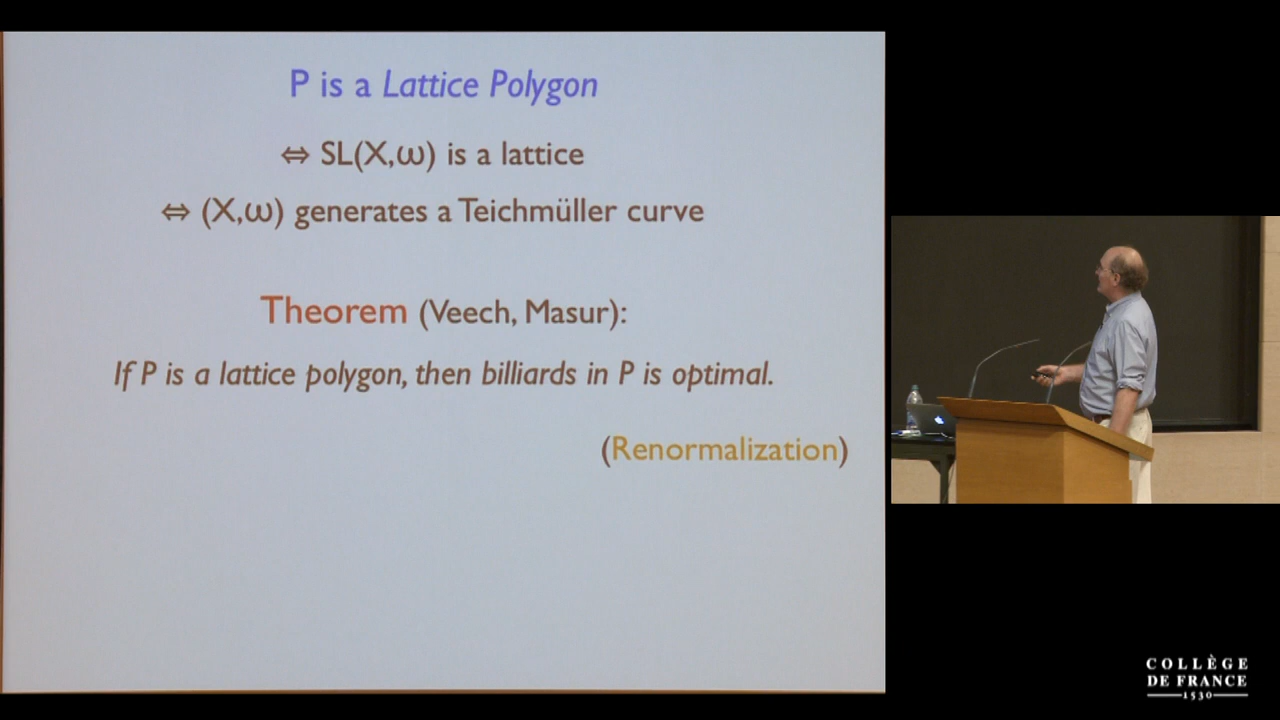 P is a Lattice Polygon
⇔ SL(X,ω) is a lattice
⇔ (X,ω) generates a Teichmüller curve
Theorem (Veech, Masur):
If P is a lattice polygon, then billiards in P is optimal.
(Renormalization)
COLLÈGE
DE FRANCE
1530